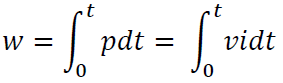 w = ∫₀ᵗ pdt = ∫₀ᵗ vidt